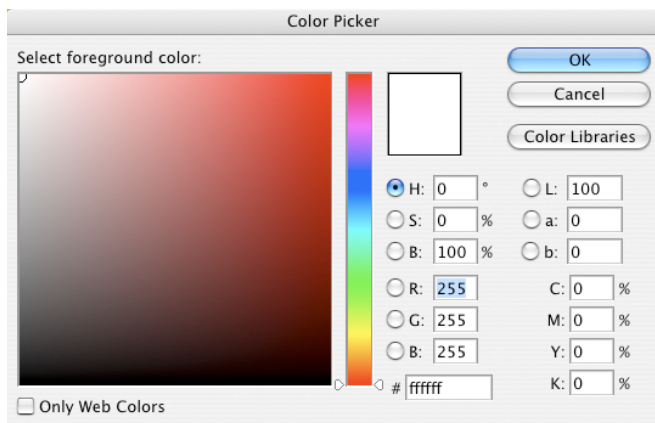 Color Picker
Select foreground color:
OK
Cancel
Color Libraries
H: 0 °
L: 100
S: 0 %
a: 0
B: 100 %
b: 0
R: 255
C: 0 %
G: 255
M: 0 %
B: 255
Y: 0 %
# ffffff
K: 0 %
Only Web Colors